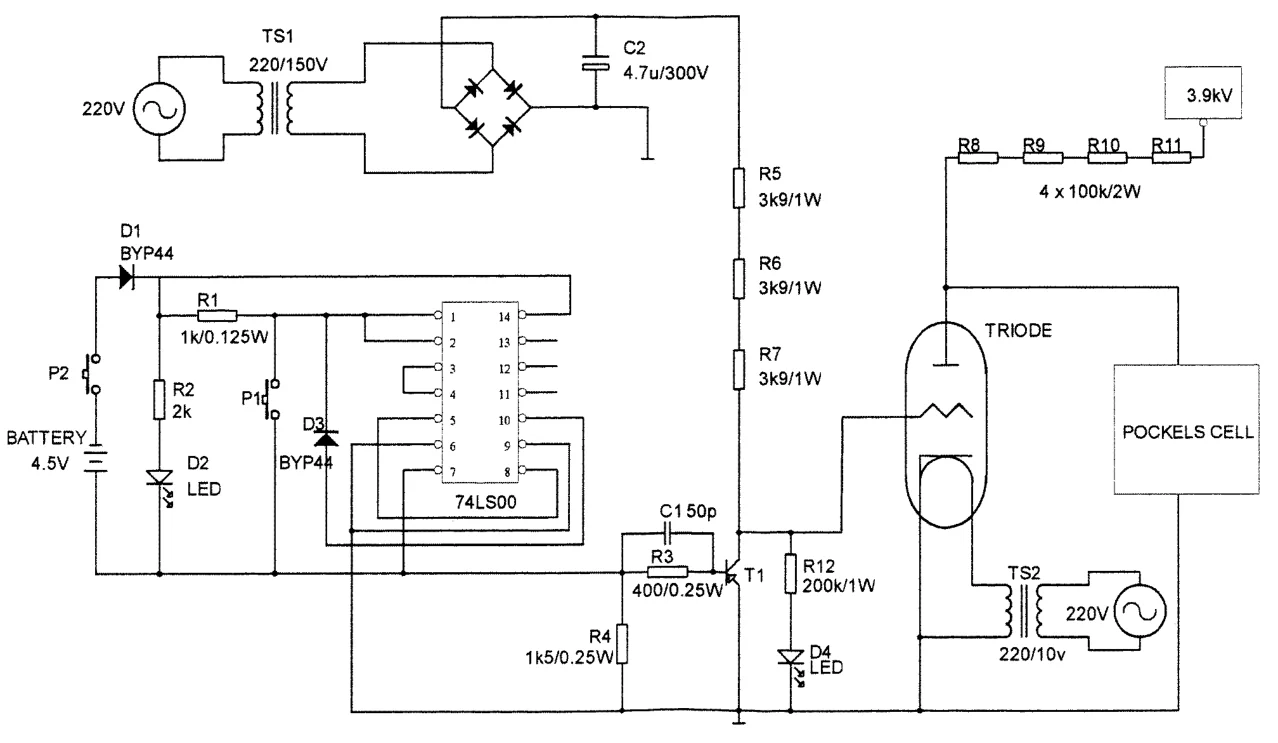 TS1
220/150V
220V
C2
4.7u/300V
3.9kV
R8 R9 R10 R11
4 x 100k/2W
R5
3k9/1W
D1
BYP44
R6
3k9/1W
R1
1k/0.125W
1 14
2 13
3 12
4 11
5 10
6 9
7 8
74LS00
TRIODE
R7
3k9/1W
P2
R2
2k
P1
D3
BYP44
BATTERY
4.5V
D2
LED
POCKELS CELL
C1 50p
R3
400/0.25W
T1
R12
200k/1W
TS2
220V
220/10v
R4
1k5/0.25W
D4
LED